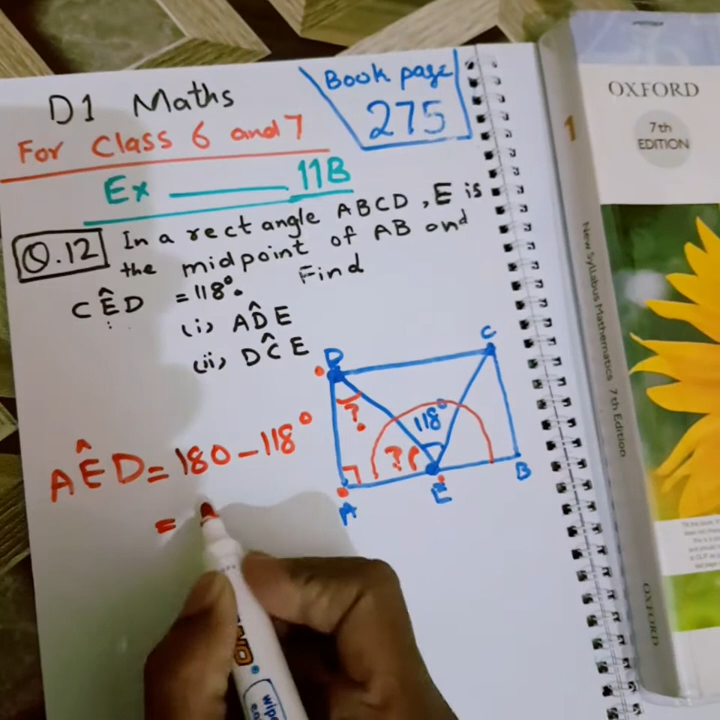 D1 Maths
Book page
275
For Class 6 and 7
Ex ______ 11B
Q.12 In a rectangle ABCD, E is
the midpoint of AB and
CÊD = 118°. Find
(i) AD̂E
(ii) DĈE
D
C
?
118°
??
A
E
B
AÊD = 180 - 118°
=
OXFORD
7th
EDITION
1
New Syllabus Mathematics 7th Edition
OXFORD